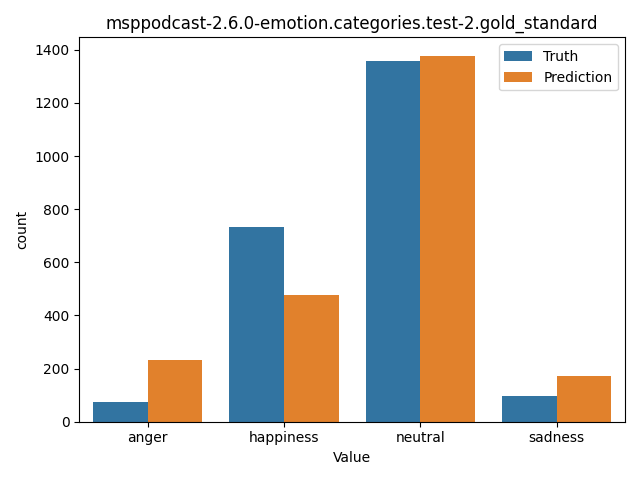 msppodcast-2.6.0-emotion.categories.test-2.gold_standard
Truth
Prediction
1400
1200
1000
800
600
400
200
0
count
anger happiness neutral sadness
Value